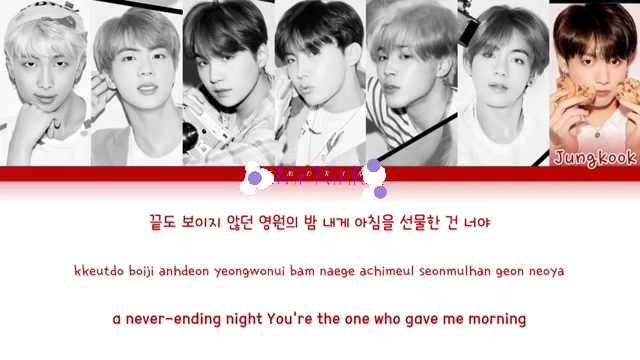 Jungkook
끝도 보이지 않던 영원의 밤 내게 아침을 선물한 건 너야
kkeutdo boiji anhdeon yeongwonui bam naege achimeul seonmulhan geon neoya
a never-ending night You're the one who gave me morning